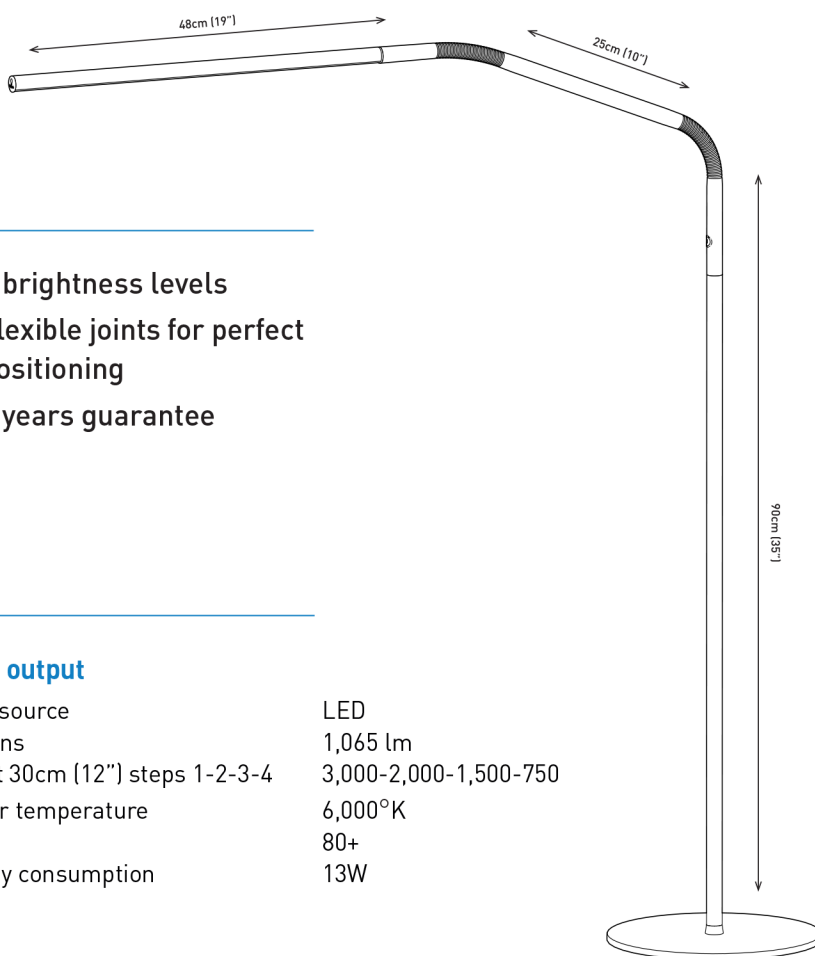 48cm (19”)
25cm (10”)
brightness levels
lexible joints for perfect
ositioning
years guarantee
90cm (35”)
output
source LED
ns 1,065 lm
t 30cm (12”) steps 1-2-3-4 3,000-2,000-1,500-750
r temperature 6,000°K
80+
y consumption 13W